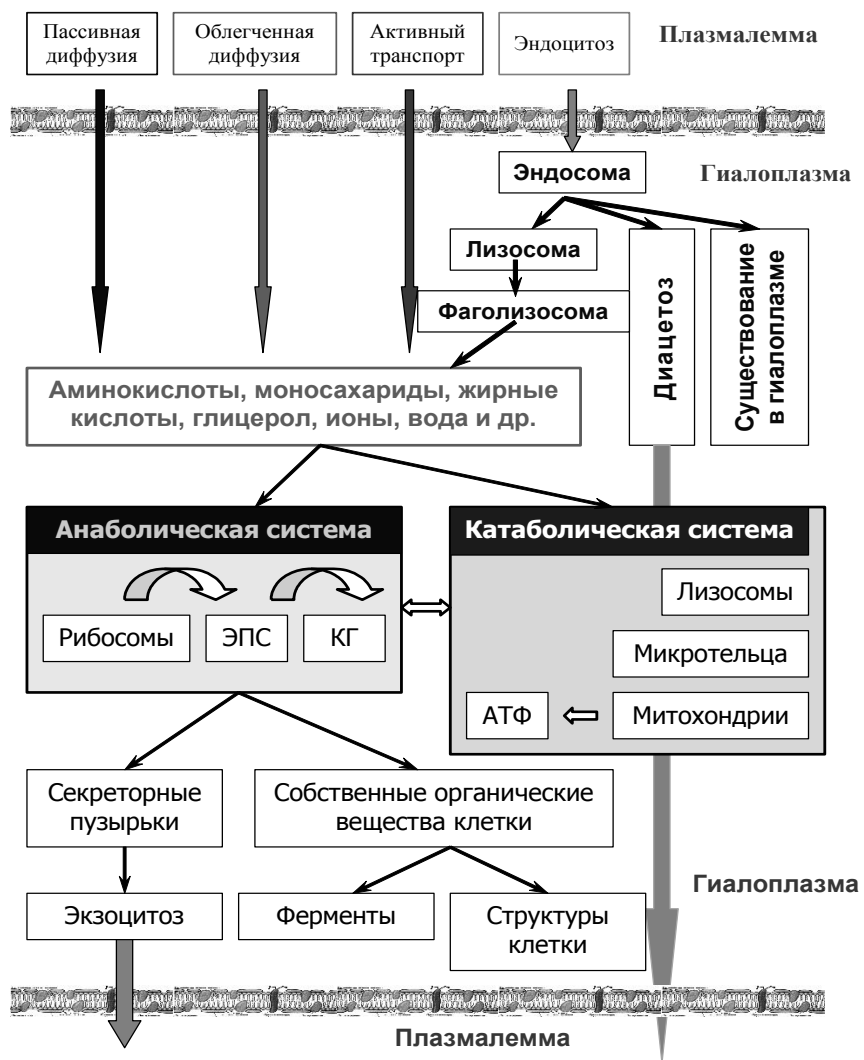 Пассивная
диффузия
Облегченная
диффузия
Активный
транспорт
Эндоцитоз
Плазмалемма
Эндосома
Гиалоплазма
Лизосома
Фаголизосома
Диацетоз
Существование
в гиалоплазме
Аминокислоты, моносахариды, жирные
кислоты, глицерол, ионы, вода и др.
Анаболическая система
Рибосомы
ЭПС
КГ
Катаболическая система
Лизосомы
Микротельца
АТФ
Митохондрии
Секреторные
пузырьки
Собственные органические
вещества клетки
Экзоцитоз
Ферменты
Структуры
клетки
Гиалоплазма
Плазмалемма